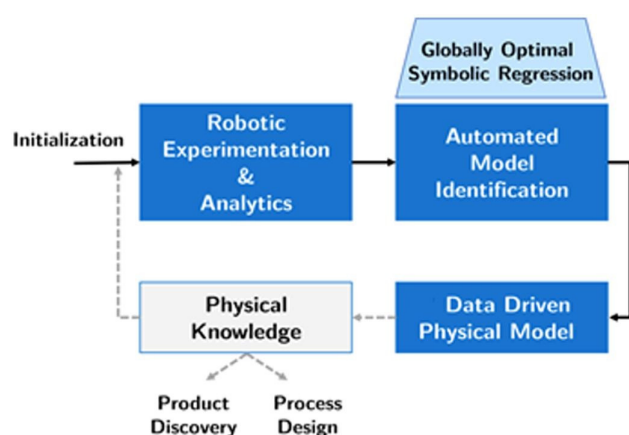 Globally Optimal
Symbolic Regression
Initialization
Robotic
Experimentation
&
Analytics
Automated
Model
Identification
Physical
Knowledge
Data Driven
Physical Model
Product
Discovery
Process
Design